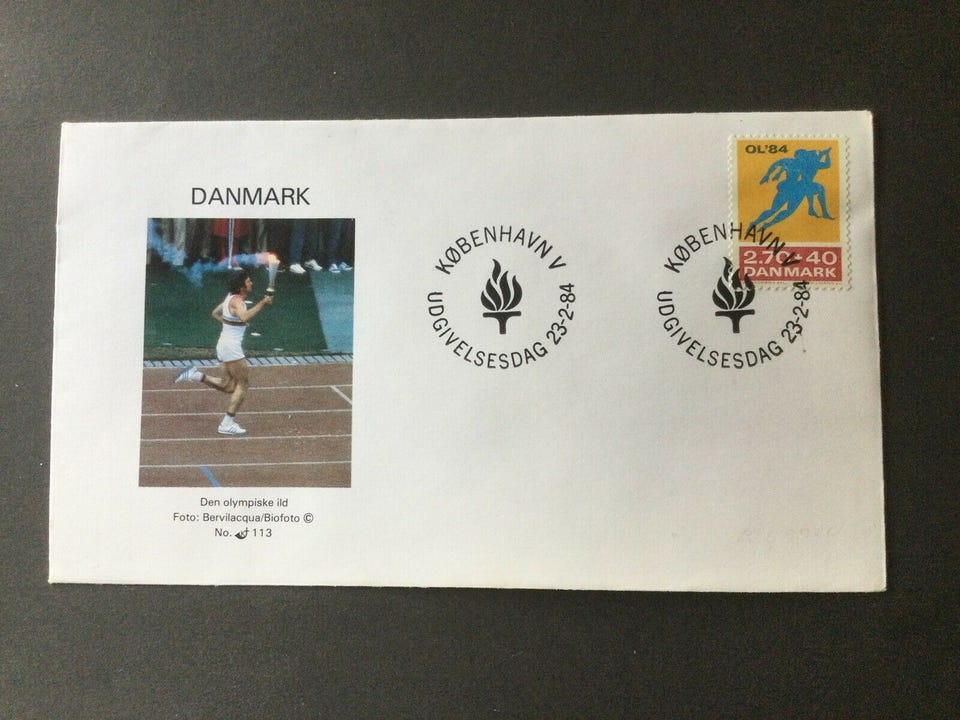 DANMARK
Den olympiske ild
Foto: Bervilacqua/Biofoto ©
No. 113
KØBENHAVN V
UDGIVELSESDAG 23-2-84
KØBENHAVN V
UDGIVELSESDAG 23-2-84
OL'84
2.70+40
DANMARK